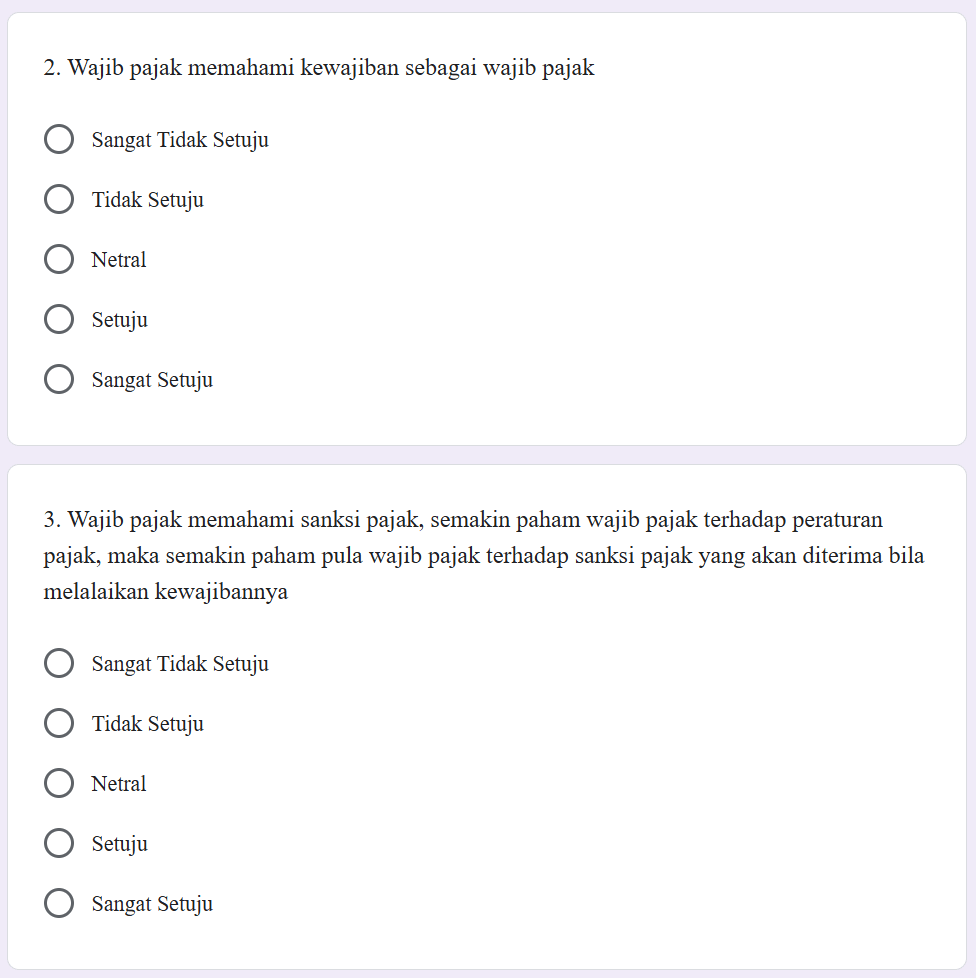 2. Wajib pajak memahami kewajiban sebagai wajib pajak
Sangat Tidak Setuju
Tidak Setuju
Netral
Setuju
Sangat Setuju
3. Wajib pajak memahami sanksi pajak, semakin paham wajib pajak terhadap peraturan
pajak, maka semakin paham pula wajib pajak terhadap sanksi pajak yang akan diterima bila
melalaikan kewajibannya
Sangat Tidak Setuju
Tidak Setuju
Netral
Setuju
Sangat Setuju